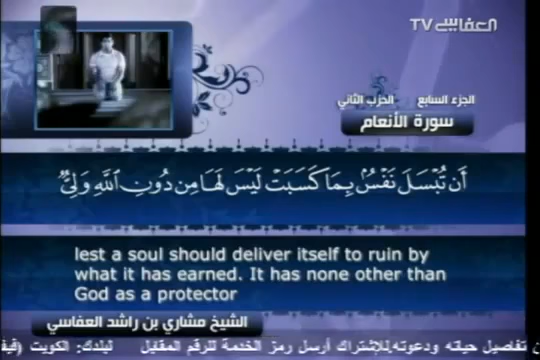 العفاسي TV
الجزء السابع الحزب الثاني
سورة الأنعام
أَن تُبْسَلَ نَفْسٌۢ بِمَا كَسَبَتْ لَيْسَ لَهَا مِن دُونِ ٱللَّهِ وَلِيٌّ
lest a soul should deliver itself to ruin by
what it has earned. It has none other than
God as a protector
الشيخ مشاري بن راشد العفاسي
ن تفاصيل حياته ودعوته للإشتراك أرسل رمز الخدمة للرقم المقابل لبلدك: الكويت